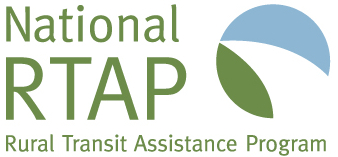 National
RTAP
Rural Transit Assistance Program